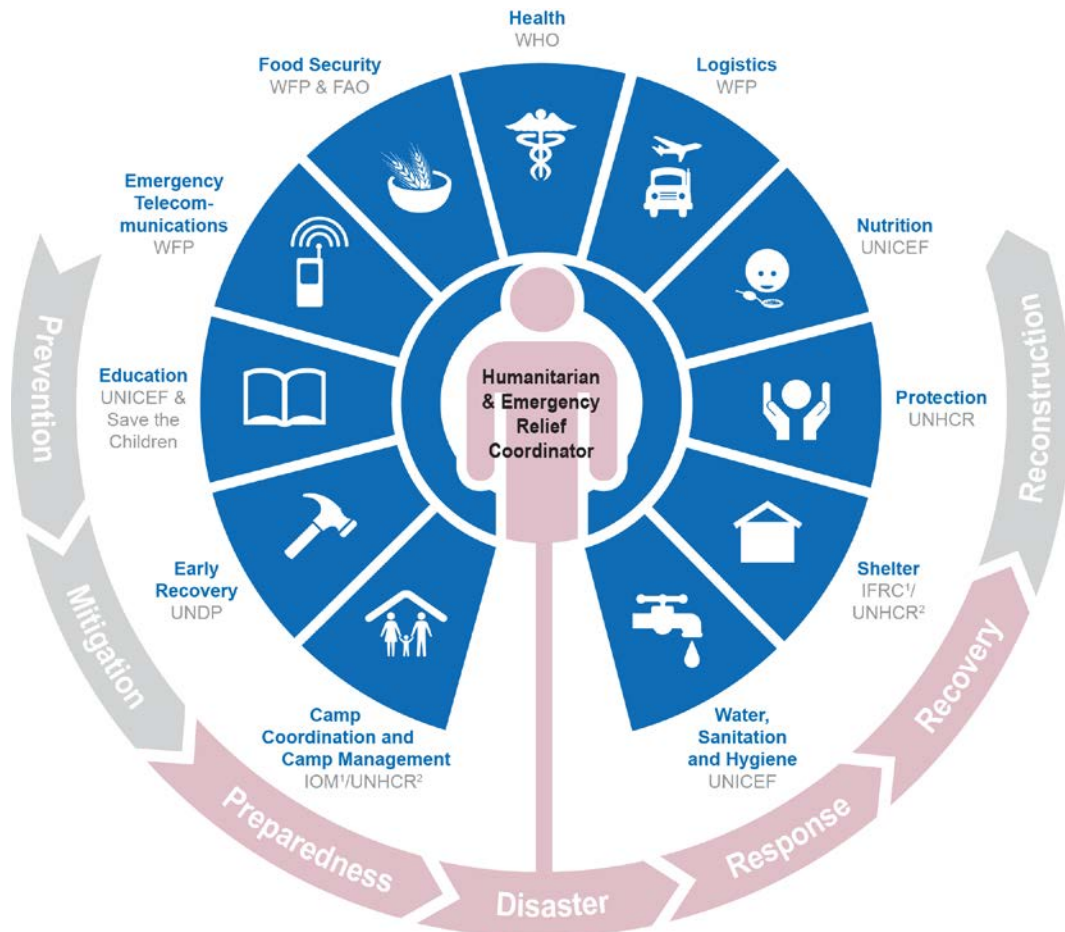 Health
WHO
Food Security
WFP & FAO
Logistics
WFP
Emergency
Telecom-
munications
WFP
Nutrition
UNICEF
Education
UNICEF &
Save the
Children
Protection
UNHCR
Humanitarian
& Emergency
Relief
Coordinator
Early
Recovery
UNDP
Shelter
IFRC¹/
UNHCR²
Camp
Coordination and
Camp Management
IOM¹/UNHCR²
Water,
Sanitation
and Hygiene
UNICEF
Prevention
Mitigation
Preparedness
Disaster
Response
Recovery
Reconstruction